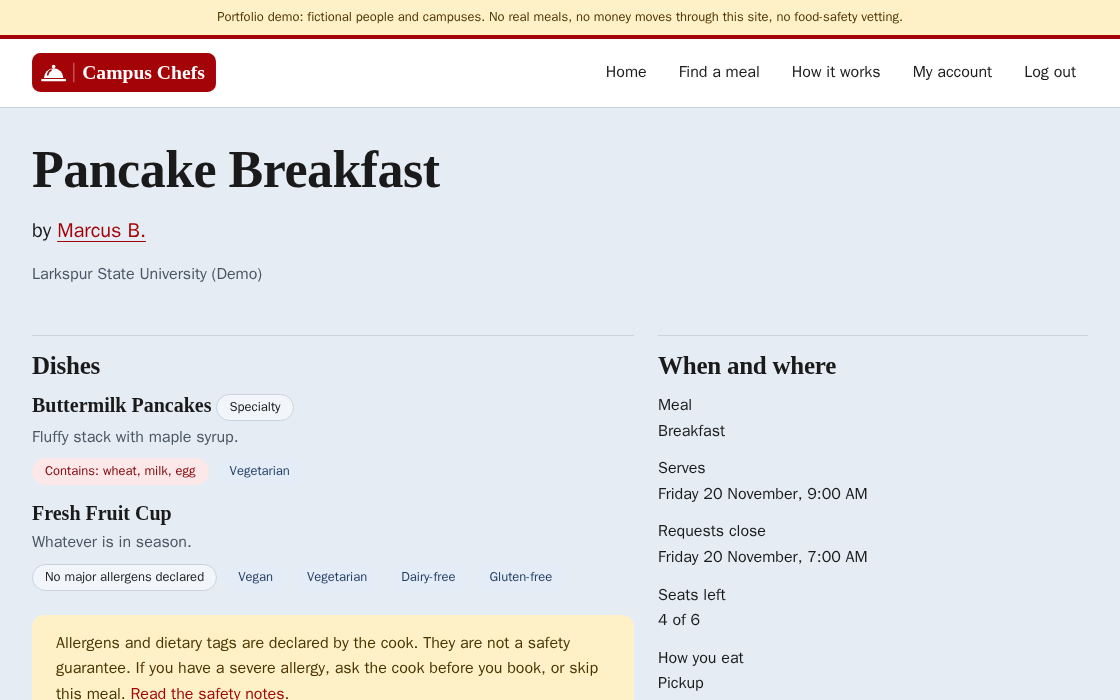 Portfolio demo: fictional people and campuses. No real meals, no money moves through this site, no food-safety vetting.
Campus Chefs
Home
Find a meal
How it works
My account
Log out
Pancake Breakfast
by Marcus B.
Larkspur State University (Demo)
Dishes
Buttermilk Pancakes Specialty
Fluffy stack with maple syrup.
Contains: wheat, milk, egg Vegetarian
Fresh Fruit Cup
Whatever is in season.
No major allergens declared Vegan Vegetarian Dairy-free Gluten-free
Allergens and dietary tags are declared by the cook. They are not a safety
guarantee. If you have a severe allergy, ask the cook before you book, or skip
this meal. Read the safety notes.
When and where
Meal
Breakfast
Serves
Friday 20 November, 9:00 AM
Requests close
Friday 20 November, 7:00 AM
Seats left
4 of 6
How you eat
Pickup